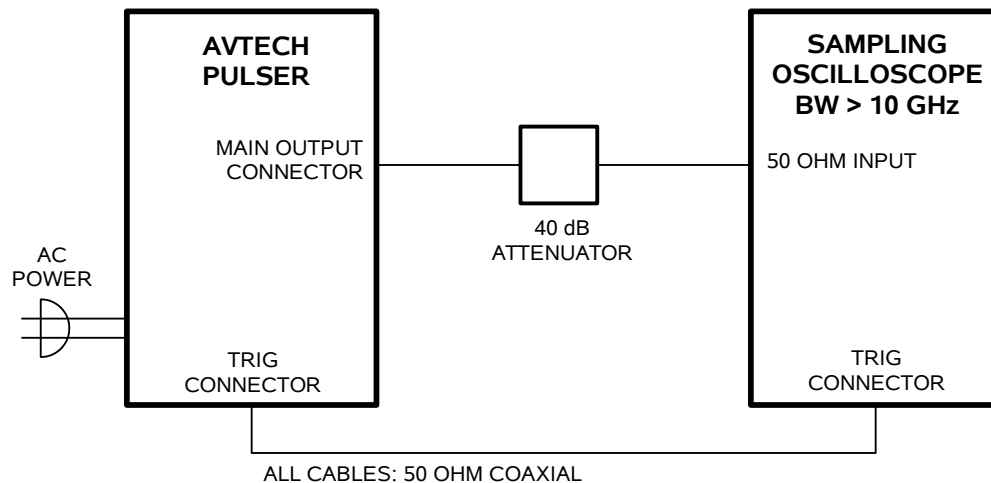 AVTECH
PULSER
MAIN OUTPUT
CONNECTOR
AC
POWER
TRIG
CONNECTOR
40 dB
ATTENUATOR
SAMPLING
OSCILLOSCOPE
BW > 10 GHz
50 OHM INPUT
TRIG
CONNECTOR
ALL CABLES: 50 OHM COAXIAL